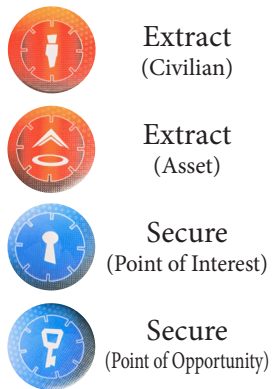 Extract
(Civilian)
Extract
(Asset)
Secure
(Point of Interest)
Secure
(Point of Opportunity)